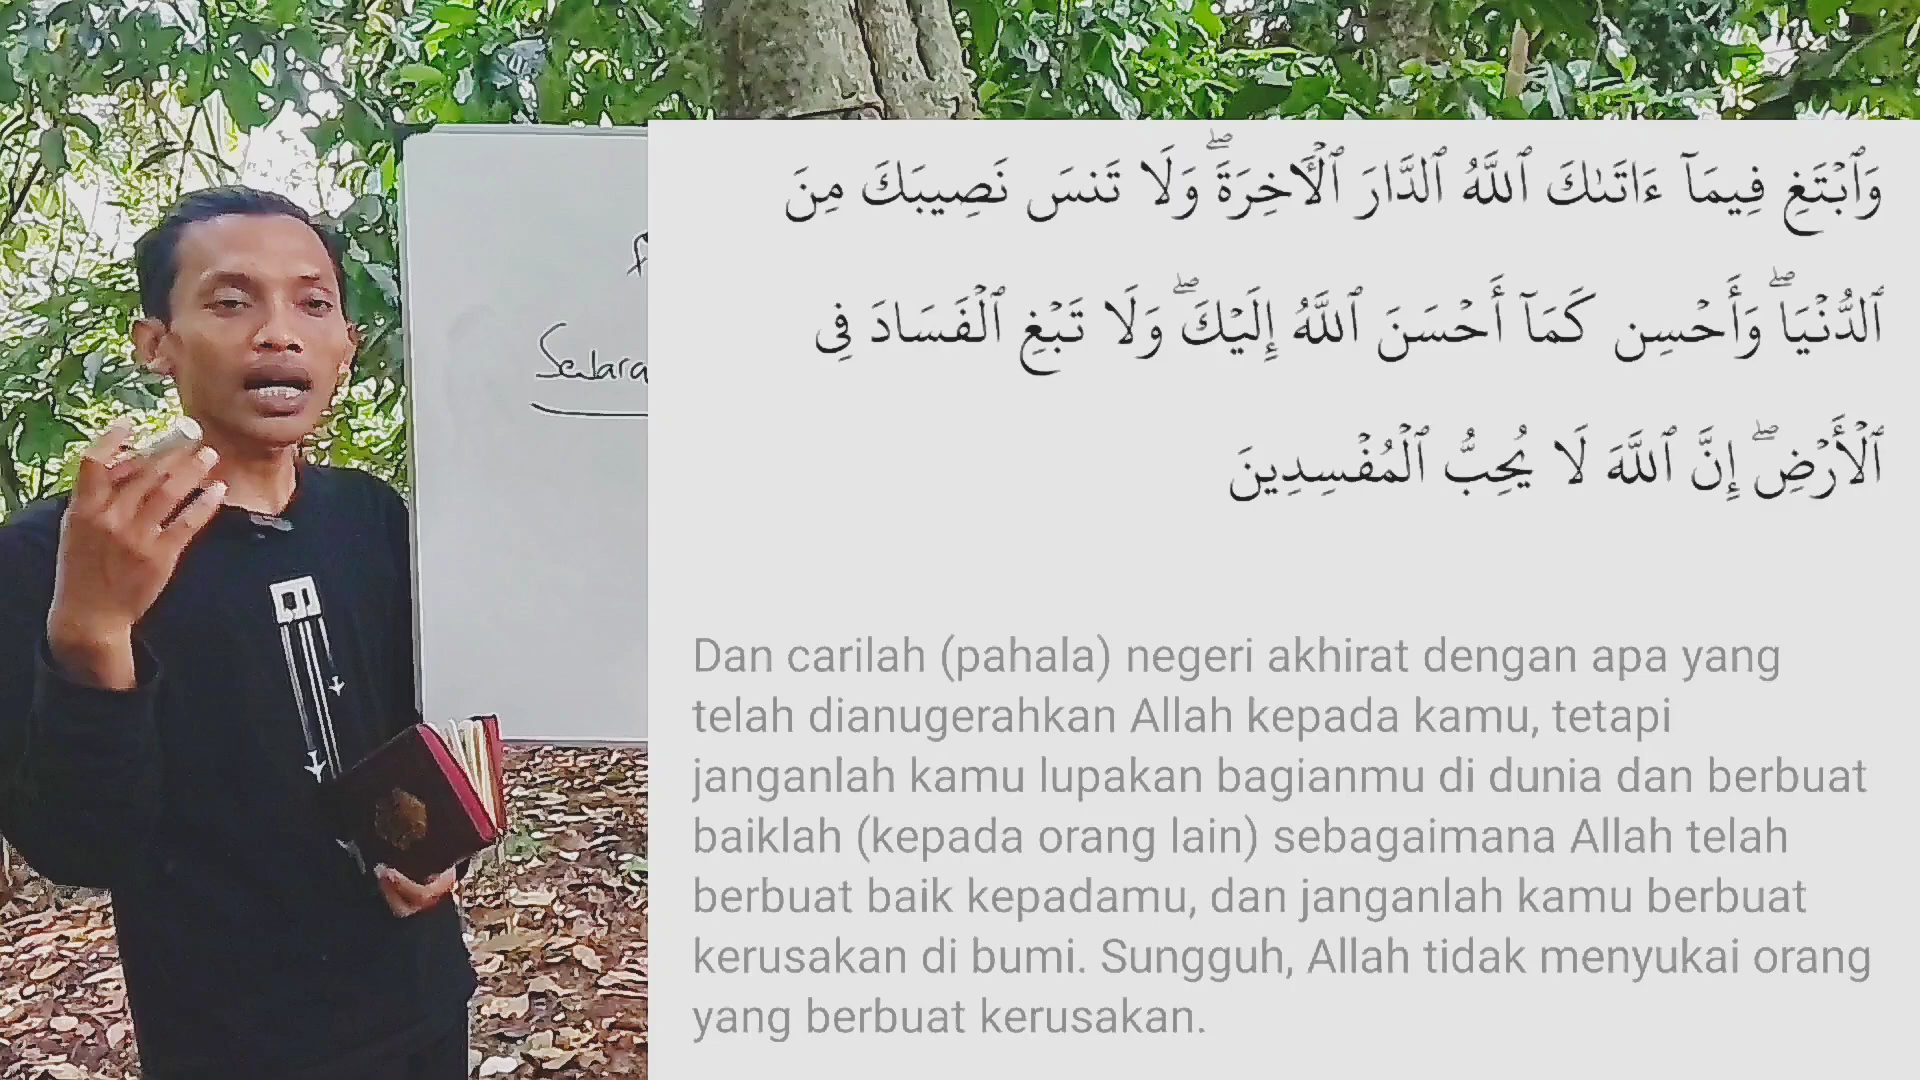 وَٱبْتَغِ فِيمَآ ءَاتَىٰكَ ٱللَّهُ ٱلدَّارَ ٱلْءَاخِرَةَ ۖ وَلَا تَنسَ نَصِيبَكَ مِنَ
ٱلدُّنْيَا ۖ وَأَحْسِن كَمَآ أَحْسَنَ ٱللَّهُ إِلَيْكَ ۖ وَلَا تَبْغِ ٱلْفَسَادَ فِى
ٱلْأَرْضِ ۖ إِنَّ ٱللَّهَ لَا يُحِبُّ ٱلْمُفْسِدِينَ
Dan carilah (pahala) negeri akhirat dengan apa yang
telah dianugerahkan Allah kepada kamu, tetapi
janganlah kamu lupakan bagianmu di dunia dan berbuat
baiklah (kepada orang lain) sebagaimana Allah telah
berbuat baik kepadamu, dan janganlah kamu berbuat
kerusakan di bumi. Sungguh, Allah tidak menyukai orang
yang berbuat kerusakan.